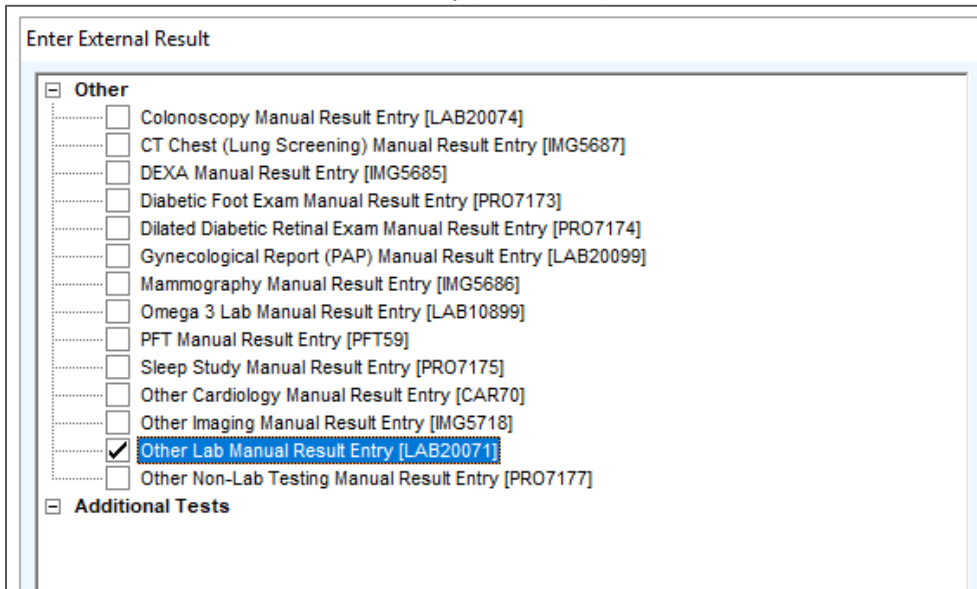 Enter External Result
Other
Colonoscopy Manual Result Entry [LAB20074]
CT Chest (Lung Screening) Manual Result Entry [IMG5687]
DEXA Manual Result Entry [IMG5685]
Diabetic Foot Exam Manual Result Entry [PRO7173]
Dilated Diabetic Retinal Exam Manual Result Entry [PRO7174]
Gynecological Report (PAP) Manual Result Entry [LAB20099]
Mammography Manual Result Entry [IMG5686]
Omega 3 Lab Manual Result Entry [LAB10899]
PFT Manual Result Entry [PFT59]
Sleep Study Manual Result Entry [PRO7175]
Other Cardiology Manual Result Entry [CAR70]
Other Imaging Manual Result Entry [IMG5718]
Other Lab Manual Result Entry [LAB20071]
Other Non-Lab Testing Manual Result Entry [PRO7177]
Additional Tests